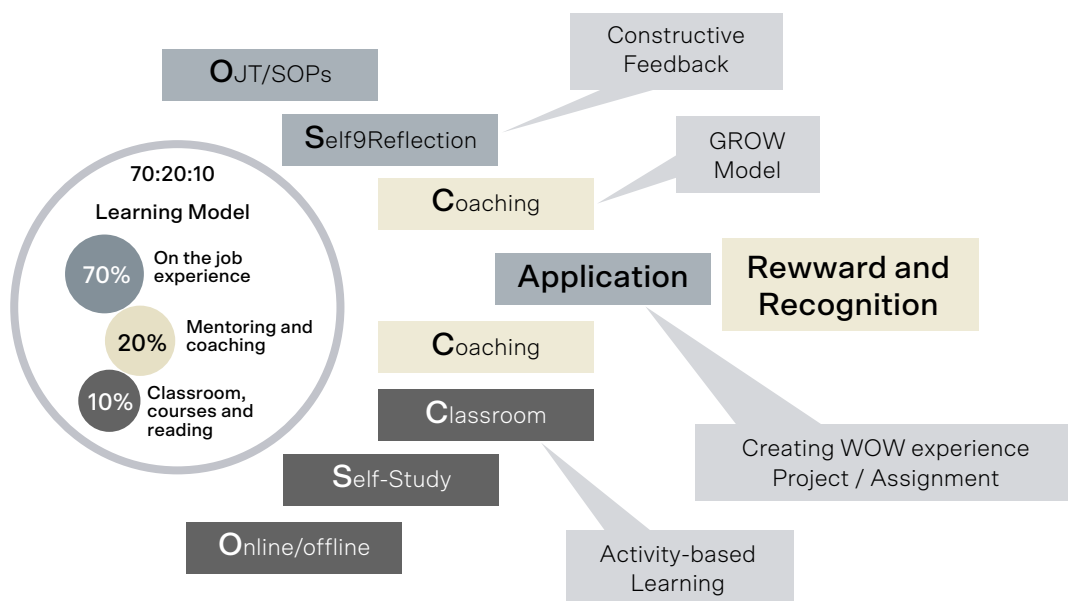 OJT/SOPs
Constructive
Feedback
Self9Reflection
GROW
Model
70:20:10
Learning Model
Coaching
70%
On the job
experience
Application
Rewward and
Recognition
20%
Mentoring and
coaching
Coaching
10%
Classroom,
courses and
reading
Classroom
Creating WOW experience
Project / Assignment
Self-Study
Online/offline
Activity-based
Learning